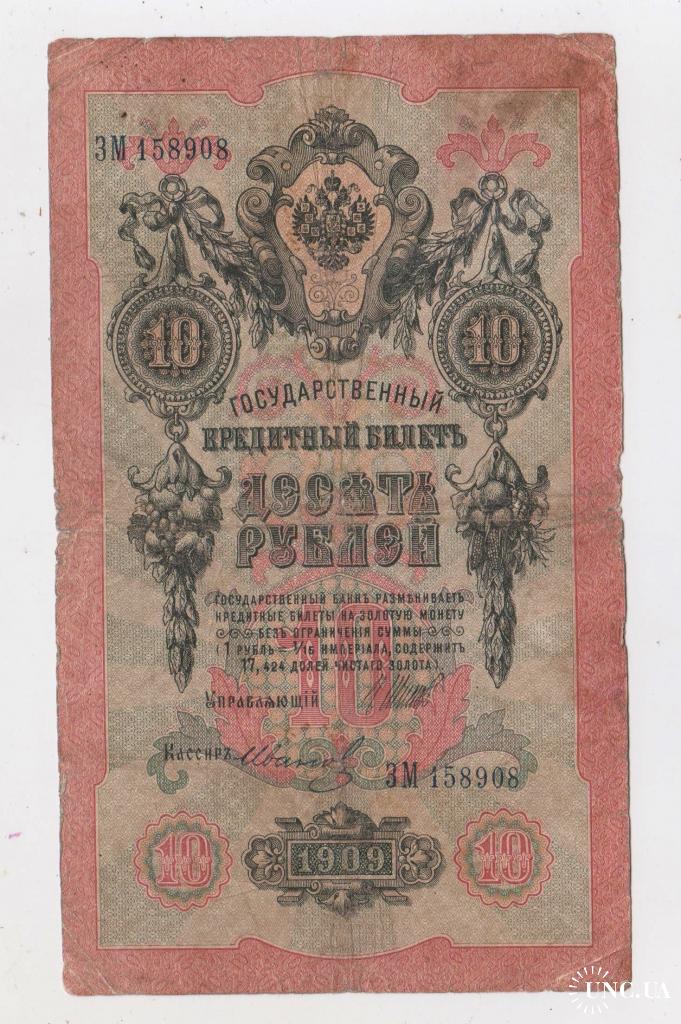 ЗМ 158908
10 10
ГОСУДАРСТВЕННЫЙ
КРЕДИТНЫЙ БИЛЕТЪ
ДЕСЯТЬ
РУБЛЕЙ
ГОСУДАРСТВЕННЫЙ БАНКЪ РАЗМѢНИВАЕТЪ
КРЕДИТНЫЕ БИЛЕТЫ НА ЗОЛОТУЮ МОНЕТУ
БЕЗЪ ОГРАНИЧЕНІЯ СУММЫ
(1 РУБЛЬ = 1/15 ИМПЕРІАЛА, СОДЕРЖИТЪ
17,424 ДОЛЕЙ ЧИСТАГО ЗОЛОТА).
10
УПРАВЛЯЮЩІЙ
КАССИРЪ Иванов
ЗМ 158908
10 1909 10
UNC.UA